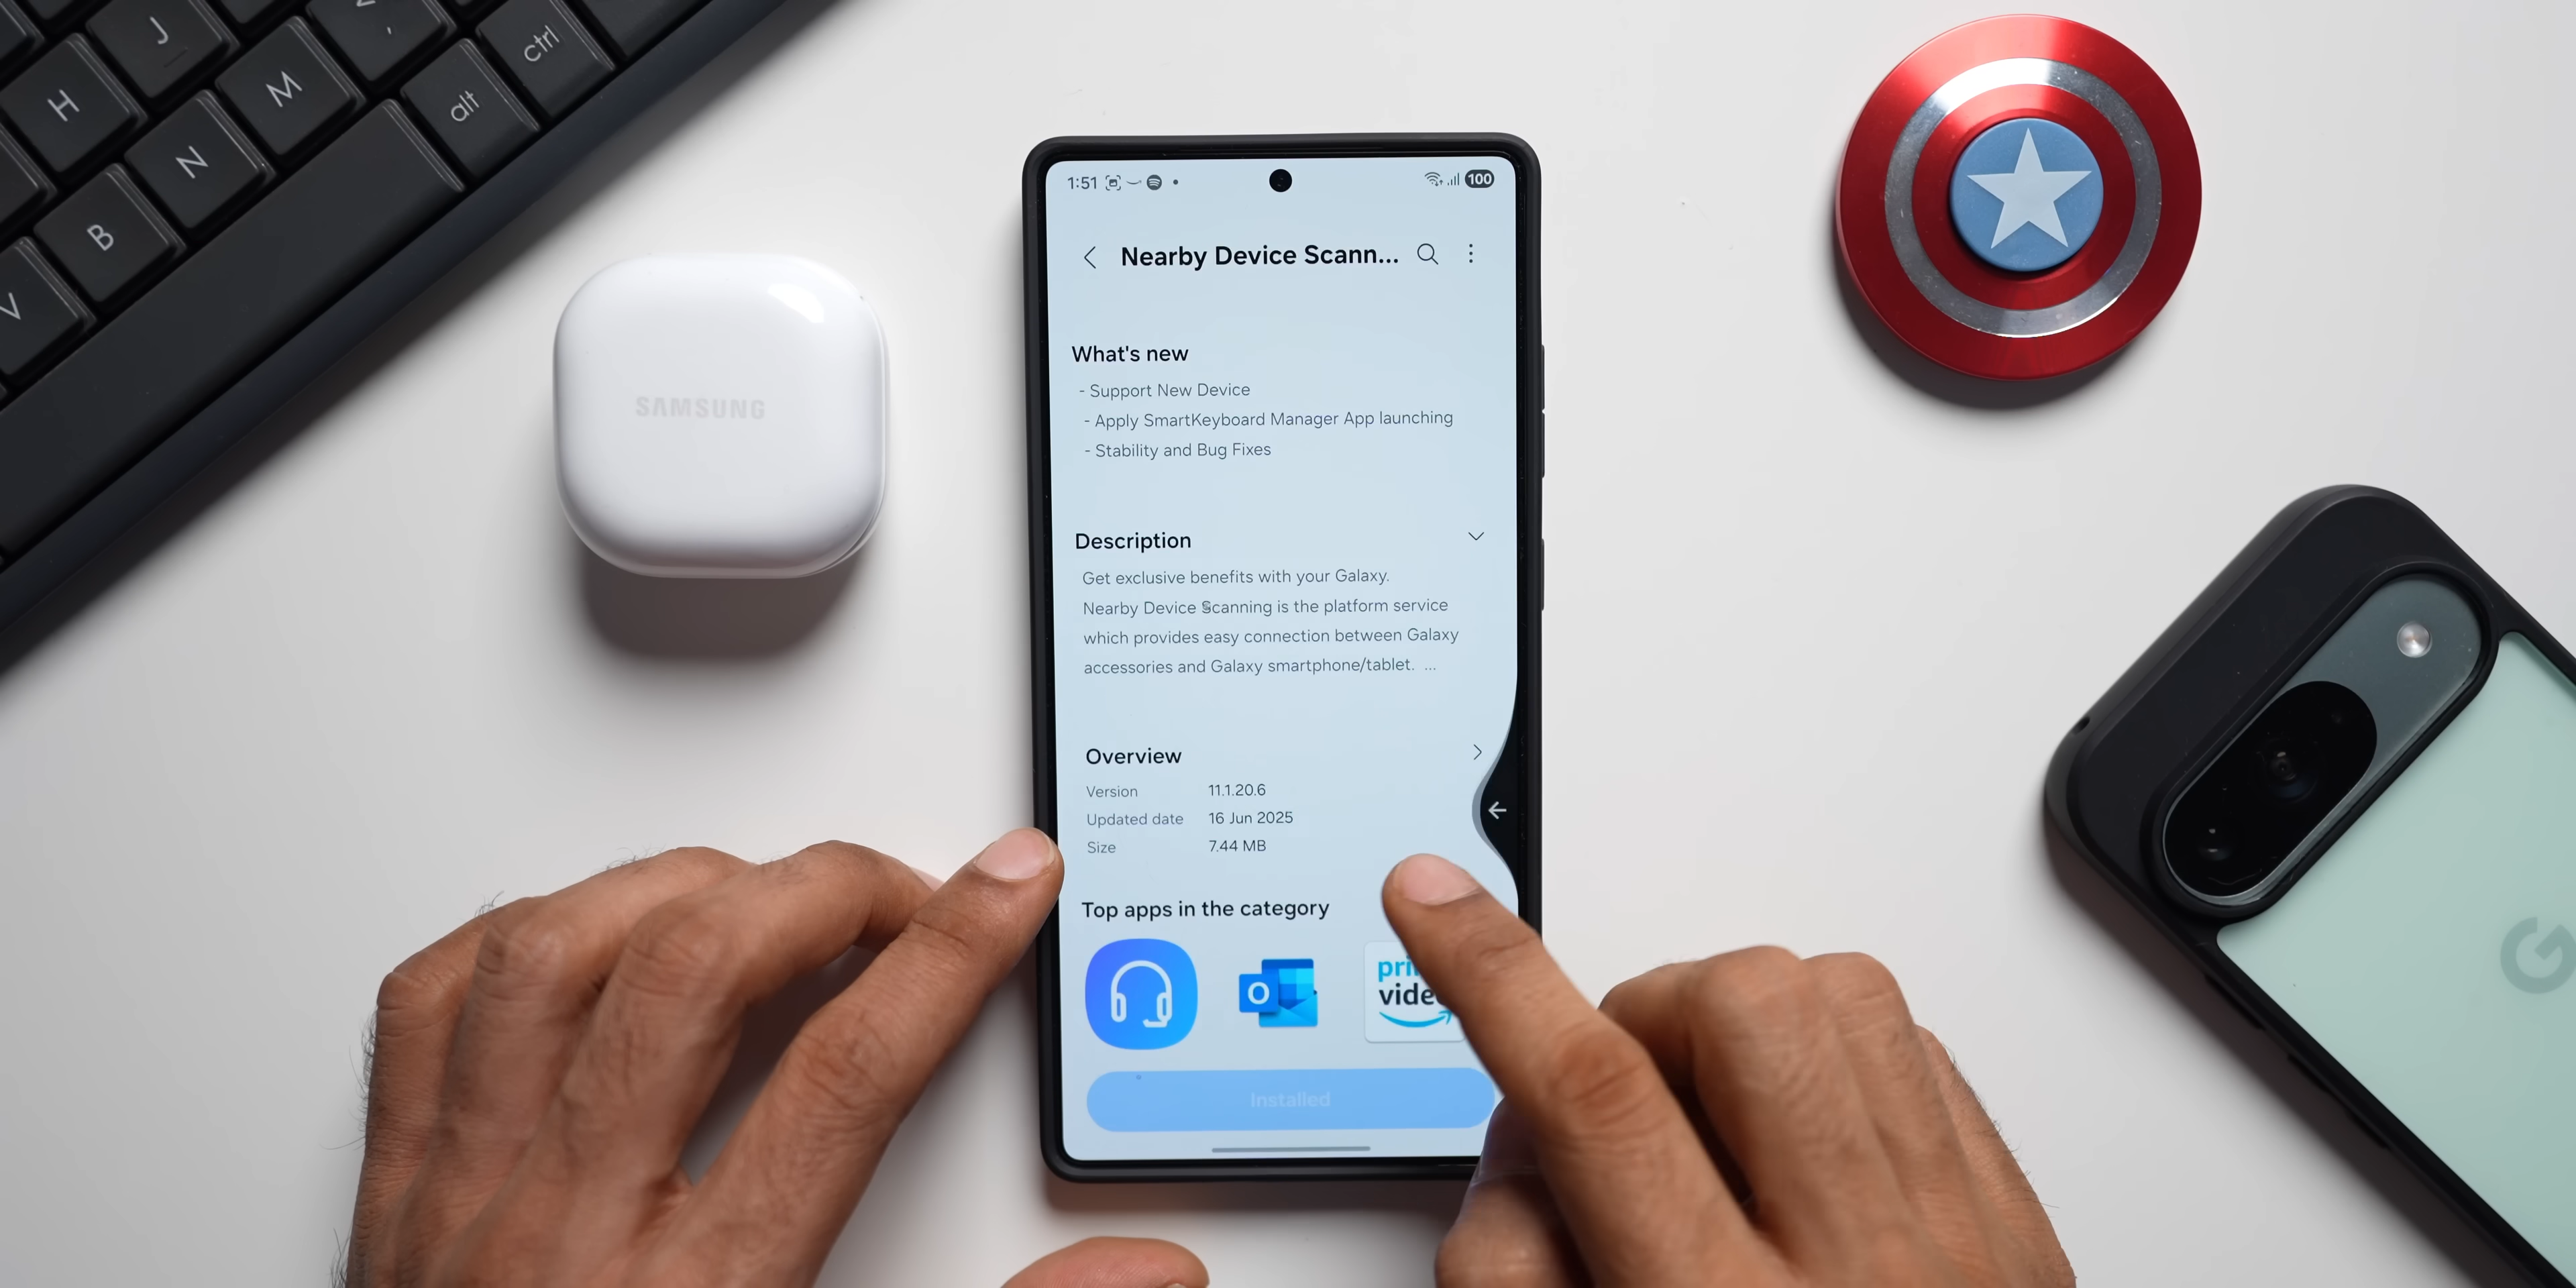 J
H
M
N
B
V
alt
ctrl
SAMSUNG
1:51
100
Nearby Device Scann...
What's new
- Support New Device
- Apply SmartKeyboard Manager App launching
- Stability and Bug Fixes
Description
Get exclusive benefits with your Galaxy.
Nearby Device Scanning is the platform service
which provides easy connection between Galaxy
accessories and Galaxy smartphone/tablet. ...
Overview
Version 11.1.20.6
Updated date 16 Jun 2025
Size 7.44 MB
Top apps in the category
O
pri
video
Installed
G